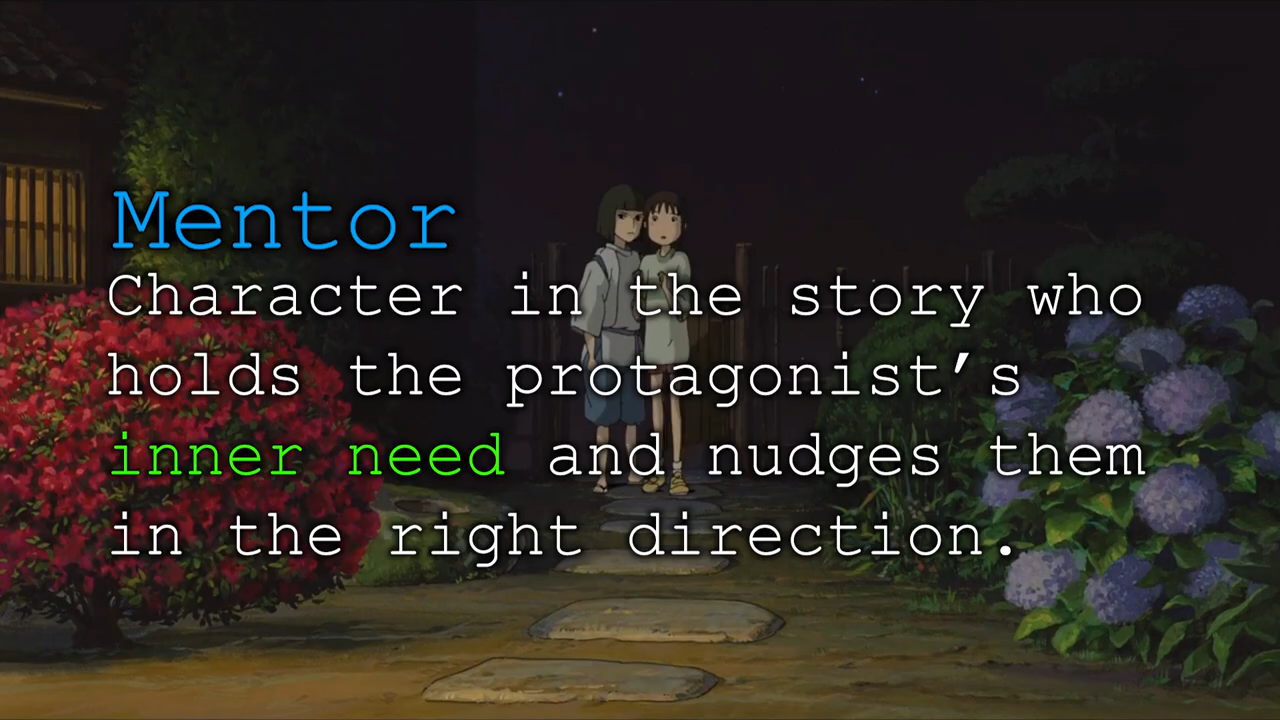 Mentor
Character in the story who
holds the protagonist’s
inner need and nudges them
in the right direction.